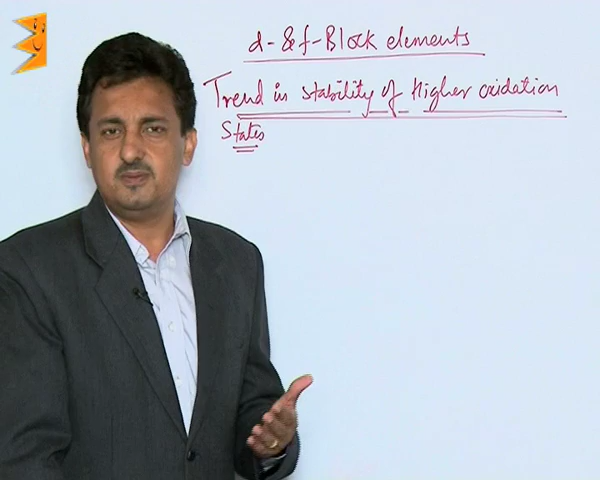 d- & f-Block elements
Trend in stability of Higher oxidation
States